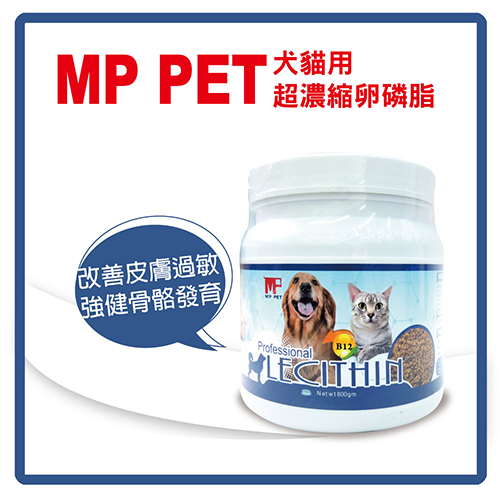 MP PET
犬貓用
超濃縮卵磷脂
改善皮膚過敏
強健骨骼發育
MP
MP PET
B12
Professional
LECITHIN
Net wt 800gm